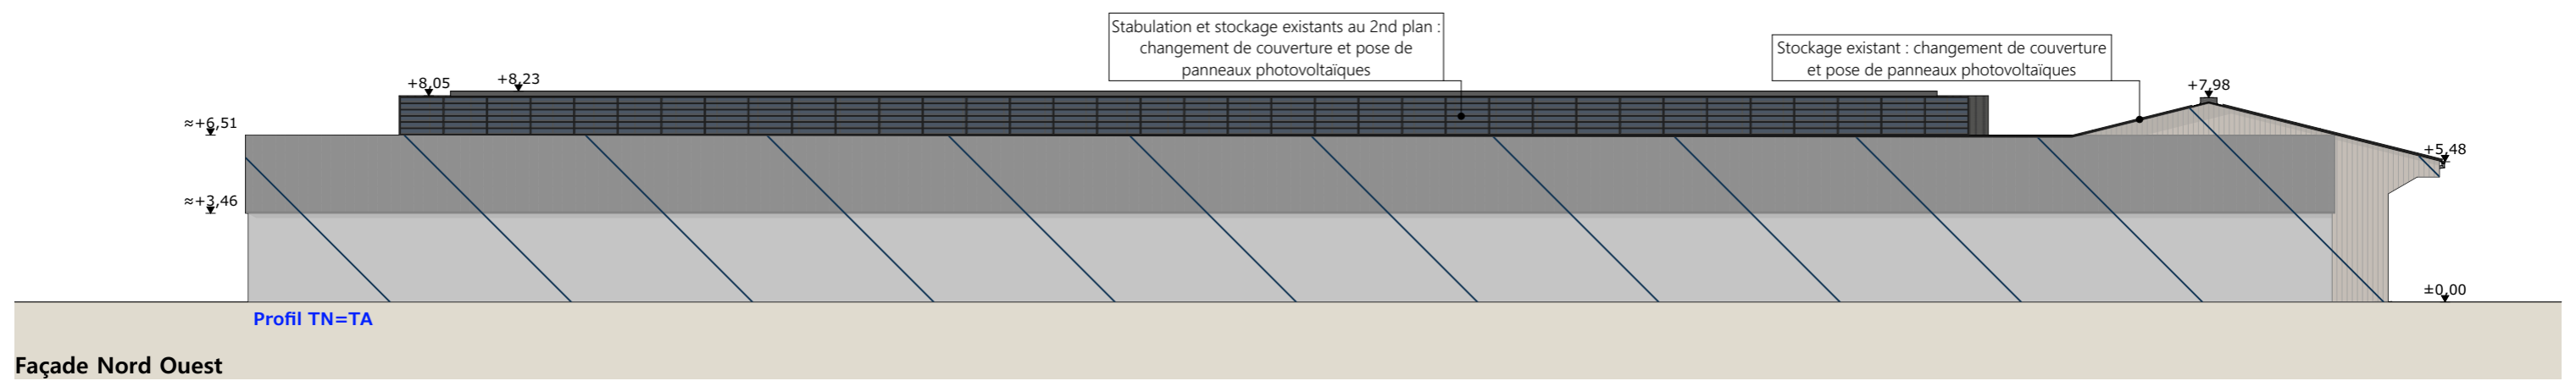 Stabulation et stockage existants au 2nd plan :
changement de couverture et pose de
panneaux photovoltaïques
Stockage existant : changement de couverture
et pose de panneaux photovoltaïques
+8,05
+8,23
+7,98
≈+6,51
+5,48
≈+3,46
±0,00
Profil TN=TA
Façade Nord Ouest